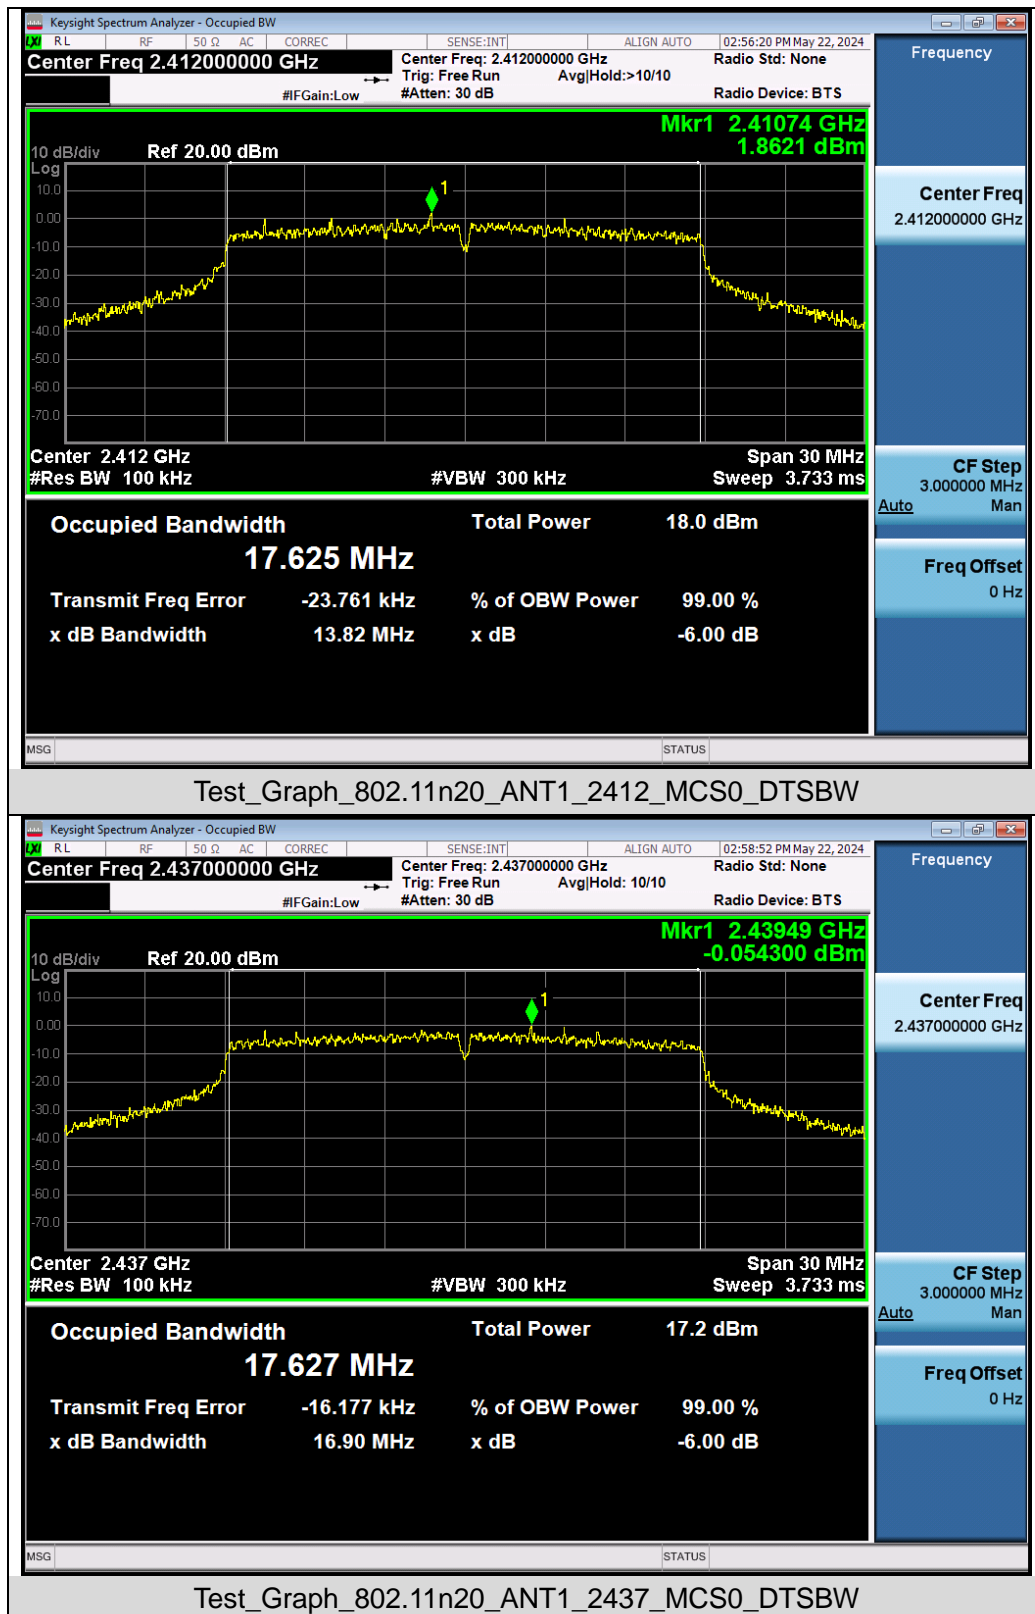 Keysight Spectrum Analyzer - Occupied BW
LXI RL RF 50 Ω AC CORREC SENSE:INT ALIGN AUTO 02:56:20 PM May 22, 2024
Center Freq 2.412000000 GHz
Center Freq: 2.412000000 GHz Radio Std: None
Trig: Free Run Avg|Hold:>10/10
#IFGain:Low #Atten: 30 dB Radio Device: BTS
Mkr1 2.41074 GHz
1.8621 dBm
10 dB/div Ref 20.00 dBm
Log
10.0
0.00
-10.0
-20.0
-30.0
-40.0
-50.0
-60.0
-70.0
1
Center 2.412 GHz Span 30 MHz
#Res BW 100 kHz #VBW 300 kHz Sweep 3.733 ms
Occupied Bandwidth Total Power 18.0 dBm
17.625 MHz
Transmit Freq Error -23.761 kHz % of OBW Power 99.00 %
x dB Bandwidth 13.82 MHz x dB -6.00 dB
MSG STATUS
Frequency
Center Freq
2.412000000 GHz
CF Step
3.000000 MHz
Auto Man
Freq Offset
0 Hz
Test_Graph_802.11n20_ANT1_2412_MCS0_DTSBW
Keysight Spectrum Analyzer - Occupied BW
LXI RL RF 50 Ω AC CORREC SENSE:INT ALIGN AUTO 02:58:52 PM May 22, 2024
Center Freq 2.437000000 GHz
Center Freq: 2.437000000 GHz Radio Std: None
Trig: Free Run Avg|Hold: 10/10
#IFGain:Low #Atten: 30 dB Radio Device: BTS
Mkr1 2.43949 GHz
-0.054300 dBm
10 dB/div Ref 20.00 dBm
Log
10.0
0.00
-10.0
-20.0
-30.0
-40.0
-50.0
-60.0
-70.0
1
Center 2.437 GHz Span 30 MHz
#Res BW 100 kHz #VBW 300 kHz Sweep 3.733 ms
Occupied Bandwidth Total Power 17.2 dBm
17.627 MHz
Transmit Freq Error -16.177 kHz % of OBW Power 99.00 %
x dB Bandwidth 16.90 MHz x dB -6.00 dB
MSG STATUS
Frequency
Center Freq
2.437000000 GHz
CF Step
3.000000 MHz
Auto Man
Freq Offset
0 Hz
Test_Graph_802.11n20_ANT1_2437_MCS0_DTSBW